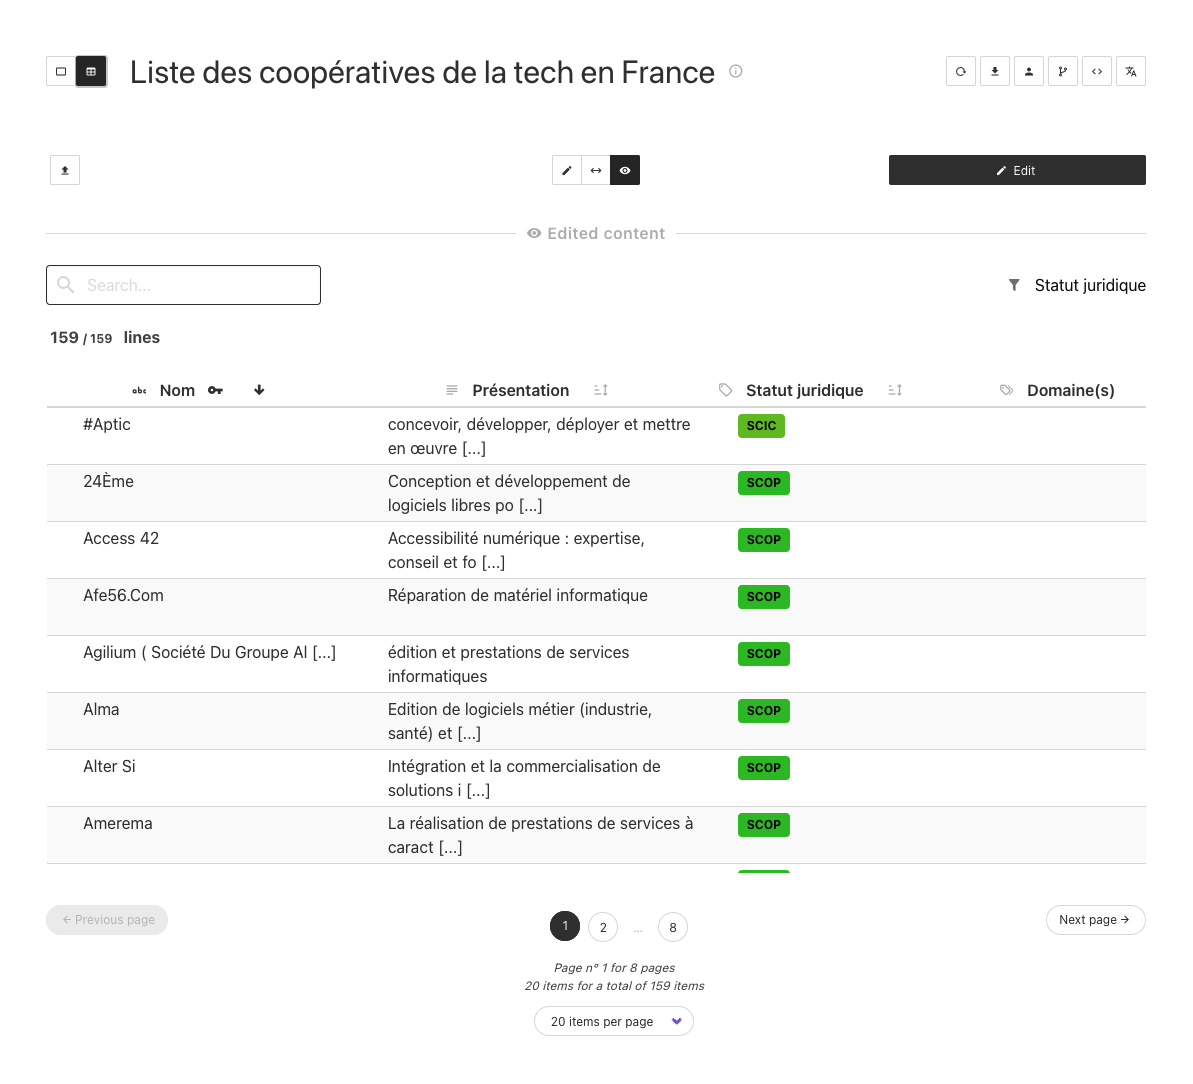 Liste des coopératives de la tech en France
Edit
Edited content
Search...
Statut juridique
159 / 159 lines
abc Nom Présentation Statut juridique Domaine(s)
#Aptic
concevoir, développer, déployer et mettre
en œuvre [...]
SCIC
24Ème
Conception et développement de
logiciels libres po [...]
SCOP
Access 42
Accessibilité numérique : expertise,
conseil et fo [...]
SCOP
Afe56.Com
Réparation de matériel informatique
SCOP
Agilium ( Société Du Groupe Al [...]
édition et prestations de services
informatiques
SCOP
Alma
Edition de logiciels métier (industrie,
santé) et [...]
SCOP
Alter Si
Intégration et la commercialisation de
solutions i [...]
SCOP
Amerema
La réalisation de prestations de services à
caract [...]
SCOP
← Previous page
1 2 ... 8
Next page →
Page n° 1 for 8 pages
20 items for a total of 159 items
20 items per page